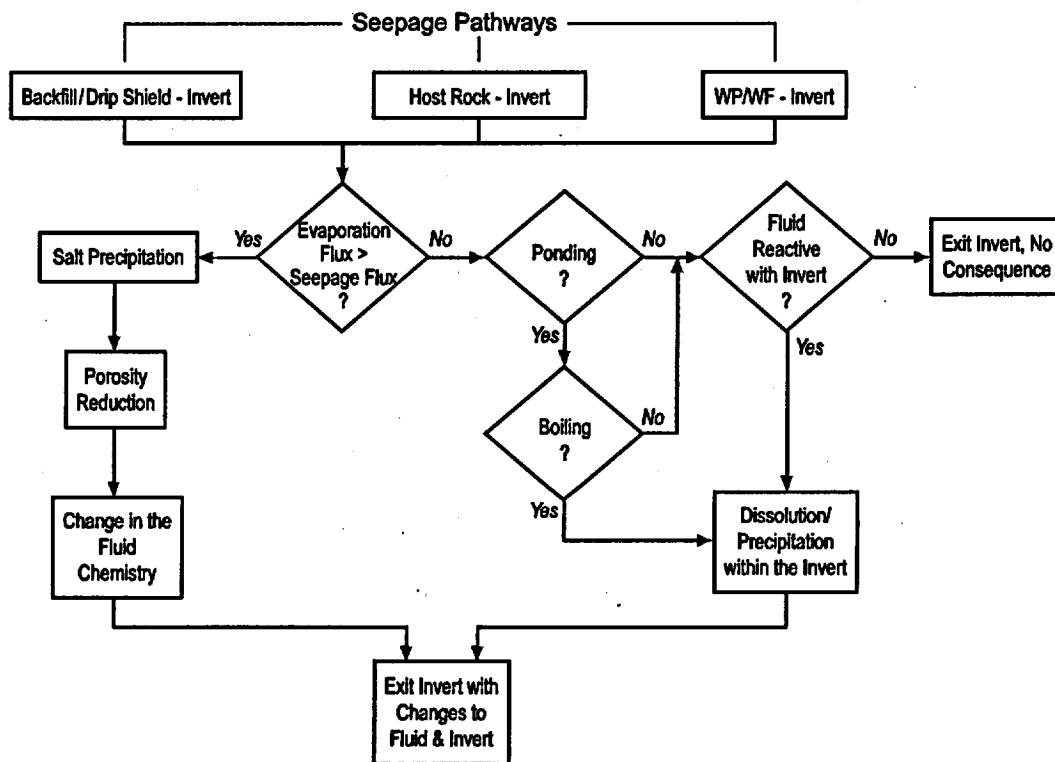 Seepage Pathways
Backfill/Drip Shield - Invert
Host Rock - Invert
WP/WF - Invert
Evaporation
Flux >
Seepage Flux
?
Yes
No
Ponding
?
No
Yes
Fluid
Reactive
with Invert
?
No
Yes
Exit Invert, No
Consequence
Salt Precipitation
Porosity
Reduction
Boiling
?
No
Yes
Change in the
Fluid
Chemistry
Dissolution/
Precipitation
within the Invert
Exit Invert with
Changes to
Fluid & Invert